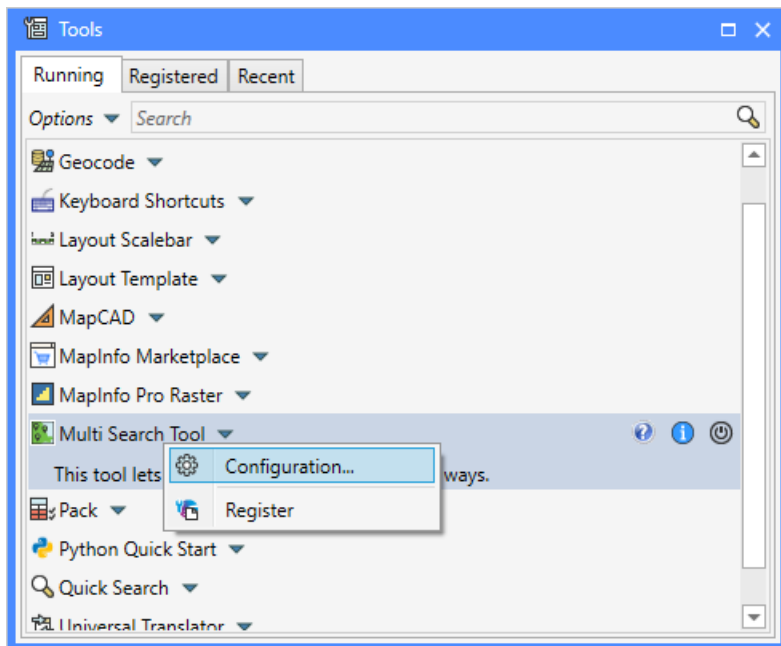 Tools
Running Registered Recent
Options Search
Geocode
Keyboard Shortcuts
Layout Scalebar
Layout Template
MapCAD
MapInfo Marketplace
MapInfo Pro Raster
Multi Search Tool
This tool lets ways.
Configuration...
Register
Pack
Python Quick Start
Quick Search
Universal Translator